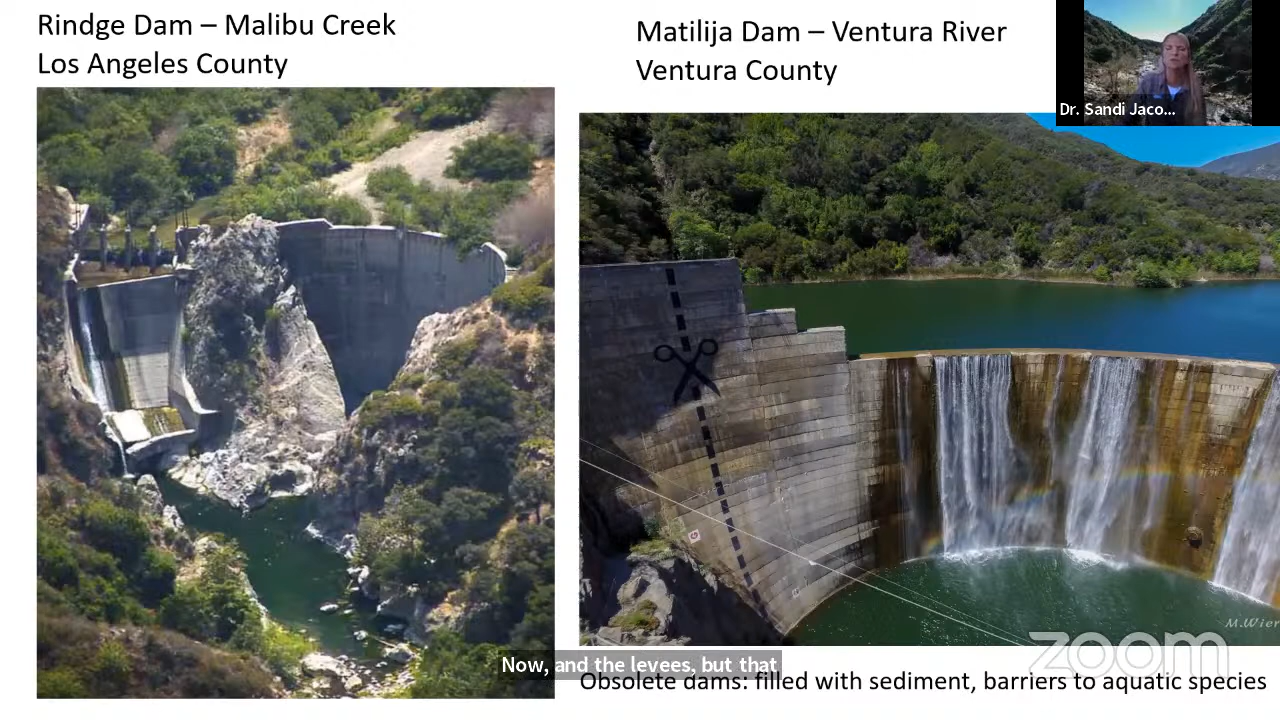 Rindge Dam – Malibu Creek
Los Angeles County
Matilija Dam – Ventura River
Ventura County
Dr. Sandi Jaco...
M.Wier
Now, and the levees, but that
zoom
Obsolete dams: filled with sediment, barriers to aquatic species